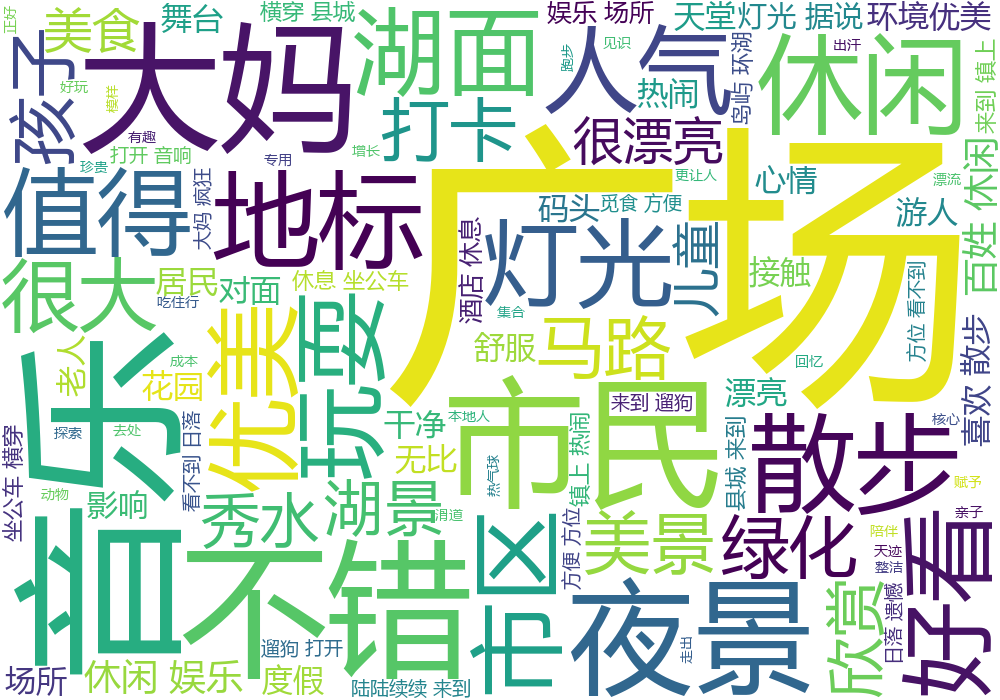 正好
美食
舞台
横穿 县城
湖面
娱乐 场所
天堂
灯光 据说
环境优美
孩子
大妈
打卡
人气
跑步
见识
热闹
岛屿 环湖
出汗
休闲
来到 镇上
好玩
模样
有趣
打开 音响
珍贵
专用
增长
很漂亮
更让人
心情
漂流
百姓 休闲
值得
大妈 疯狂
地标
广场
码头
觅食 方便
游人
酒店 休息
灯光
儿童
接触
方位 看不到
很大
居民
吃住行
对面
休息 坐公车
集合
舒服
马路
回忆
喜欢 散步
音乐
老人
成本
花园
优美
玩耍
漂亮
来到 遛狗
干净
本地人
市民
散步
核心
坐公车 横穿
探索
去处
看不到 日落
无比
热气球
镇上 热闹
县城 来到
动物
影响
秀水
湖景
消遣
市区
方便 方位
美景
绿化
赋予
亲子
陪伴
天迹
整洁
好看
不错
夜景
走出
欣赏
日落 遗憾
场所
休闲 娱乐
遛狗 打开
度假
陆陆续续 来到